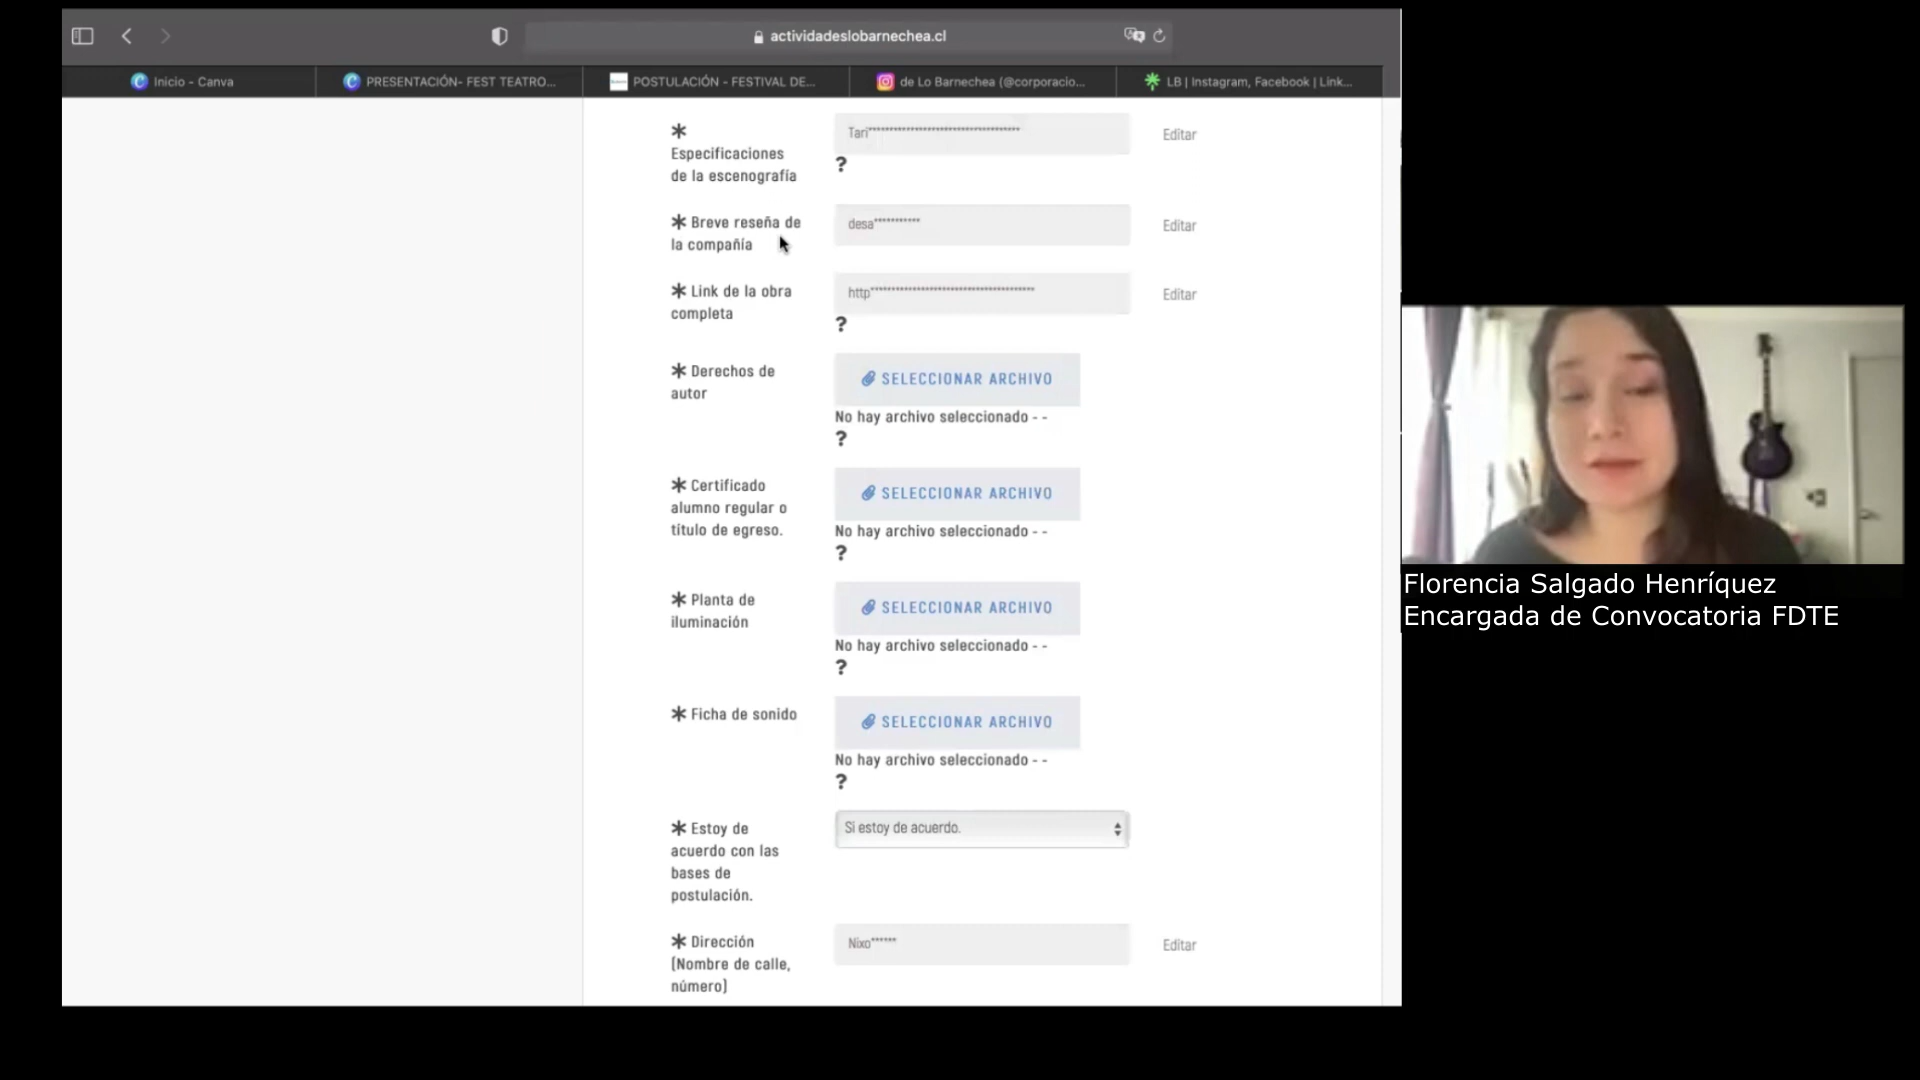 actividadeslobarnechea.cl
Inicio - Canva
PRESENTACIÓN- FEST TEATRO...
POSTULACIÓN - FESTIVAL DE...
de Lo Barnechea (@corporacio...
LB | Instagram, Facebook | Link...
Especificaciones
de la escenografía
Tari************************************
Editar
?
Breve reseña de
la compañía
desa***********
Editar
Link de la obra
completa
http***************************************
Editar
?
Derechos de
autor
SELECCIONAR ARCHIVO
No hay archivo seleccionado - -
?
Certificado
alumno regular o
título de egreso.
SELECCIONAR ARCHIVO
No hay archivo seleccionado - -
?
Planta de
iluminación
SELECCIONAR ARCHIVO
No hay archivo seleccionado - -
?
Ficha de sonido
SELECCIONAR ARCHIVO
No hay archivo seleccionado - -
?
Estoy de
acuerdo con las
bases de
postulación.
Si estoy de acuerdo.
Dirección
(Nombre de calle,
número)
Nixo******
Editar
Florencia Salgado Henríquez
Encargada de Convocatoria FDTE